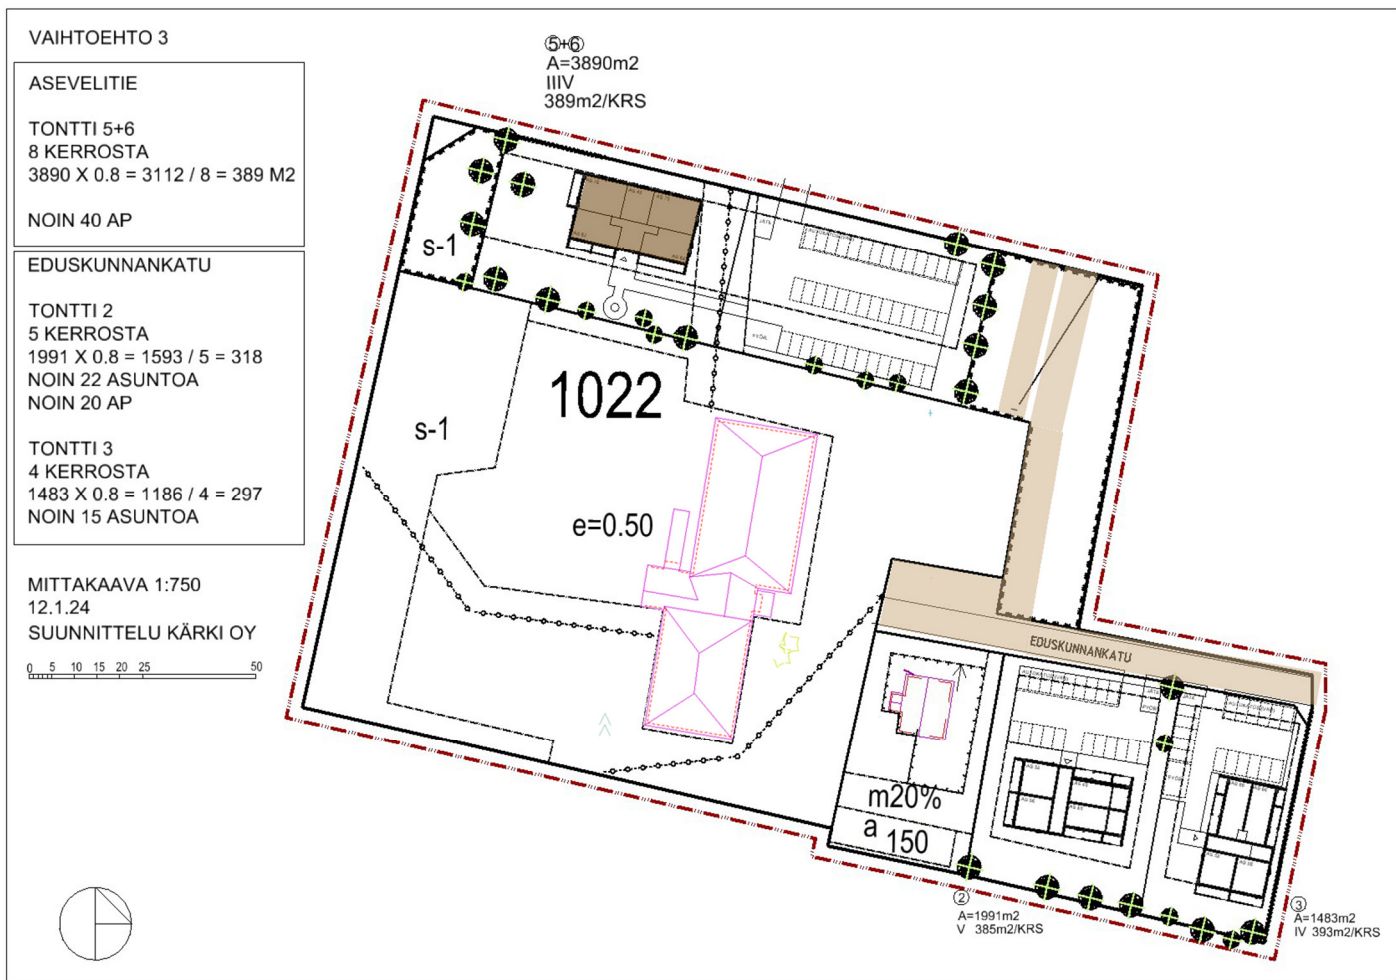 VAIHTOEHTO 3
ASEVELITIE
TONTTI 5+6
8 KERROSTA
3890 X 0.8 = 3112 / 8 = 389 M2
NOIN 40 AP
EDUSKUNNANKATU
TONTTI 2
5 KERROSTA
1991 X 0.8 = 1593 / 5 = 318
NOIN 22 ASUNTOA
NOIN 20 AP
TONTTI 3
4 KERROSTA
1483 X 0.8 = 1186 / 4 = 297
NOIN 15 ASUNTOA
MITTAKAAVA 1:750
12.1.24
SUUNNITTELU KÄRKI OY
0 5 10 15 20 25 50
5+6
A=3890m2
IIIV
389m2/KRS
s-1
1022
s-1
e=0.50
EDUSKUNNANKATU
m20%
a 150
2
A=1991m2
V 385m2/KRS
3
A=1483m2
IV 393m2/KRS